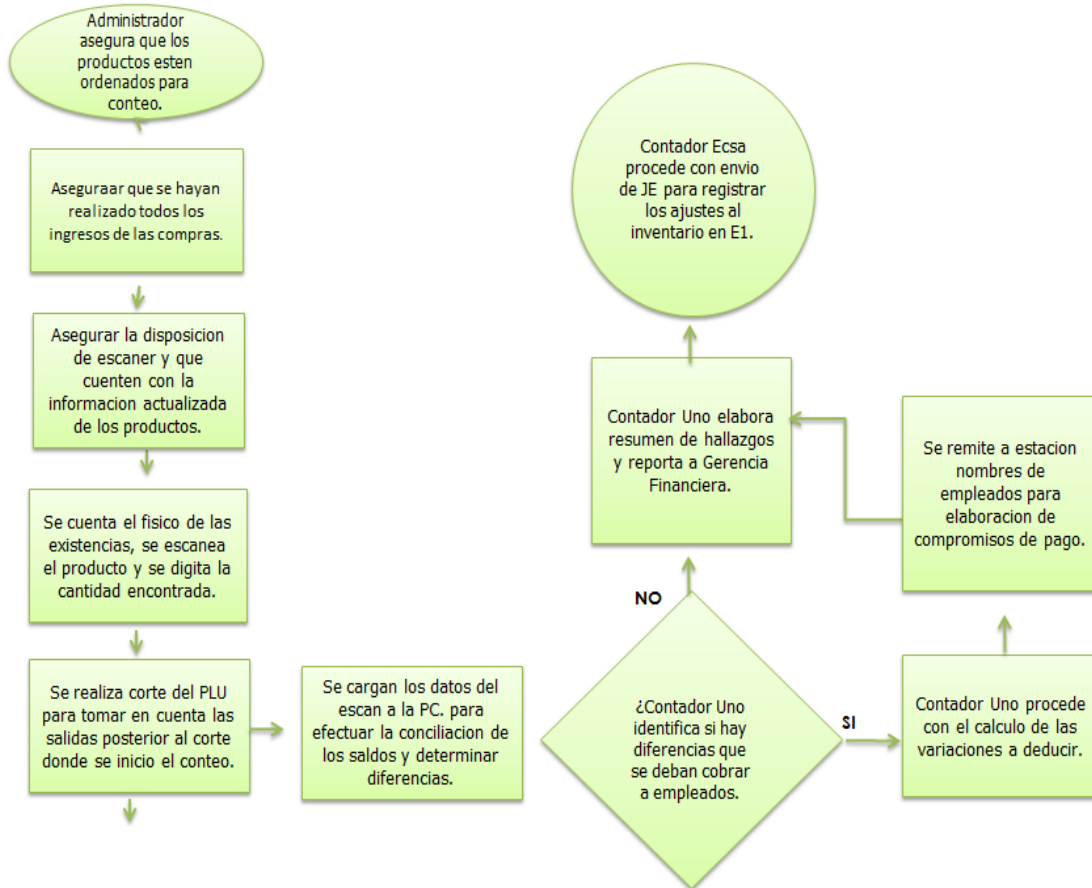 Administrador
asegura que los
productos esten
ordenados para
conteo.
Aseguraar que se hayan
realizado todos los
ingresos de las compras.
Asegurar la disposicion
de escaner y que
cuenten con la
informacion actualizada
de los productos.
Se cuenta el fisico de las
existencias, se escanea
el producto y se digita la
cantidad encontrada.
Se realiza corte del PLU
para tomar en cuenta las
salidas posterior al corte
donde se inicio el conteo.
Se cargan los datos del
escan a la PC. para
efectuar la conciliacion de
los saldos y determinar
diferencias.
¿Contador Uno
identifica si hay
diferencias que
se deban cobrar
a empleados.
NO
SI
Contador Uno procede
con el calculo de las
variaciones a deducir.
Se remite a estacion
nombres de
empleados para
elaboracion de
compromisos de pago.
Contador Uno elabora
resumen de hallazgos
y reporta a Gerencia
Financiera.
Contador Ecsa
procede con envio
de JE para registrar
los ajustes al
inventario en E1.